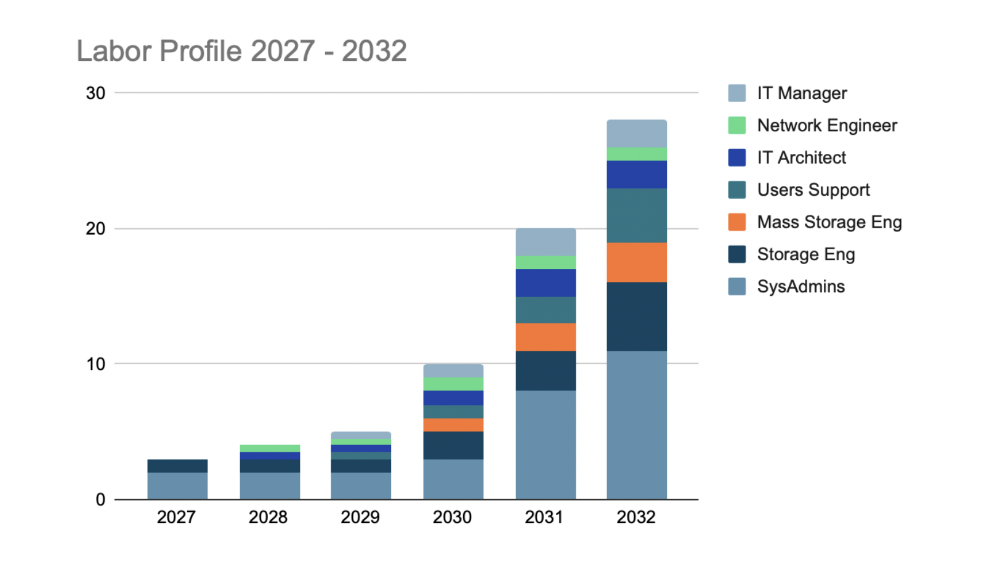 Labor Profile 2027 - 2032
30
20
10
0
2027
2028
2029
2030
2031
2032
IT Manager
Network Engineer
IT Architect
Users Support
Mass Storage Eng
Storage Eng
SysAdmins